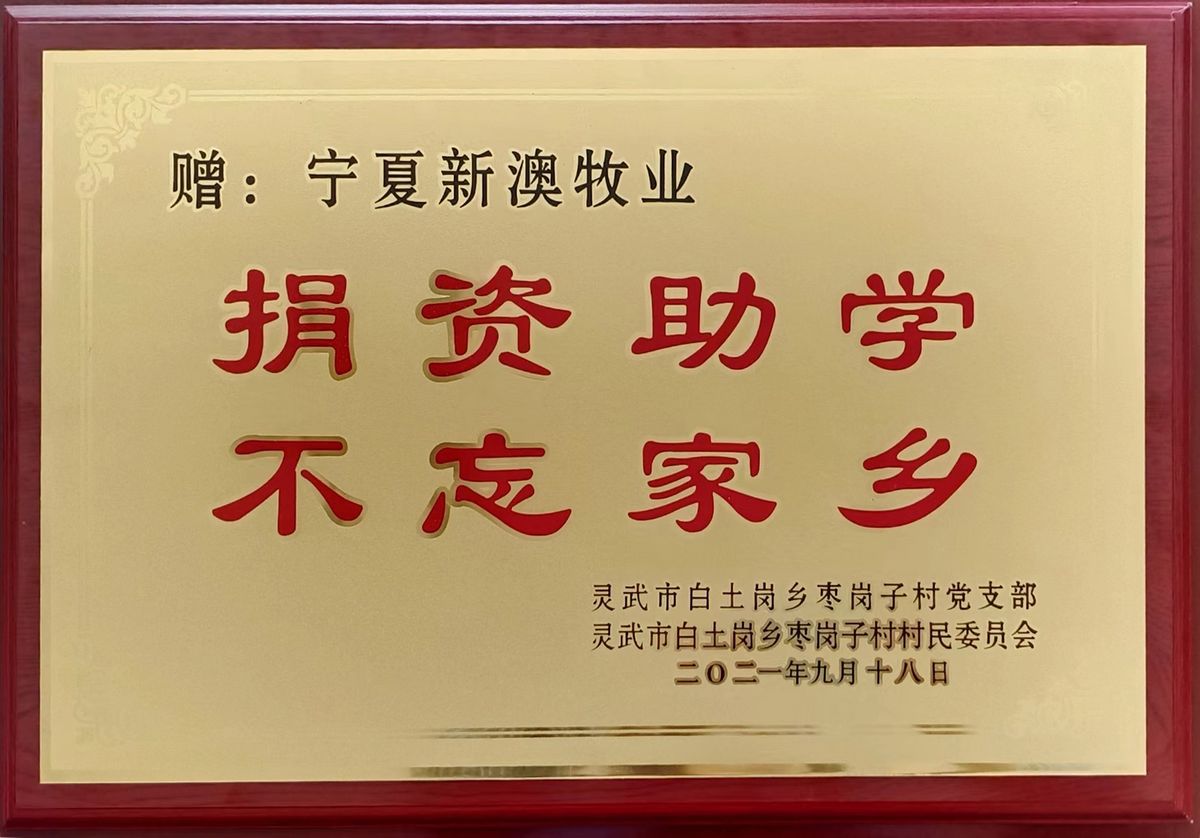 赠：宁夏新澳牧业
捐资助学
不忘家乡
灵武市白土岗乡枣岗子村党支部
灵武市白土岗乡枣岗子村村民委员会
二〇二一年九月十八日